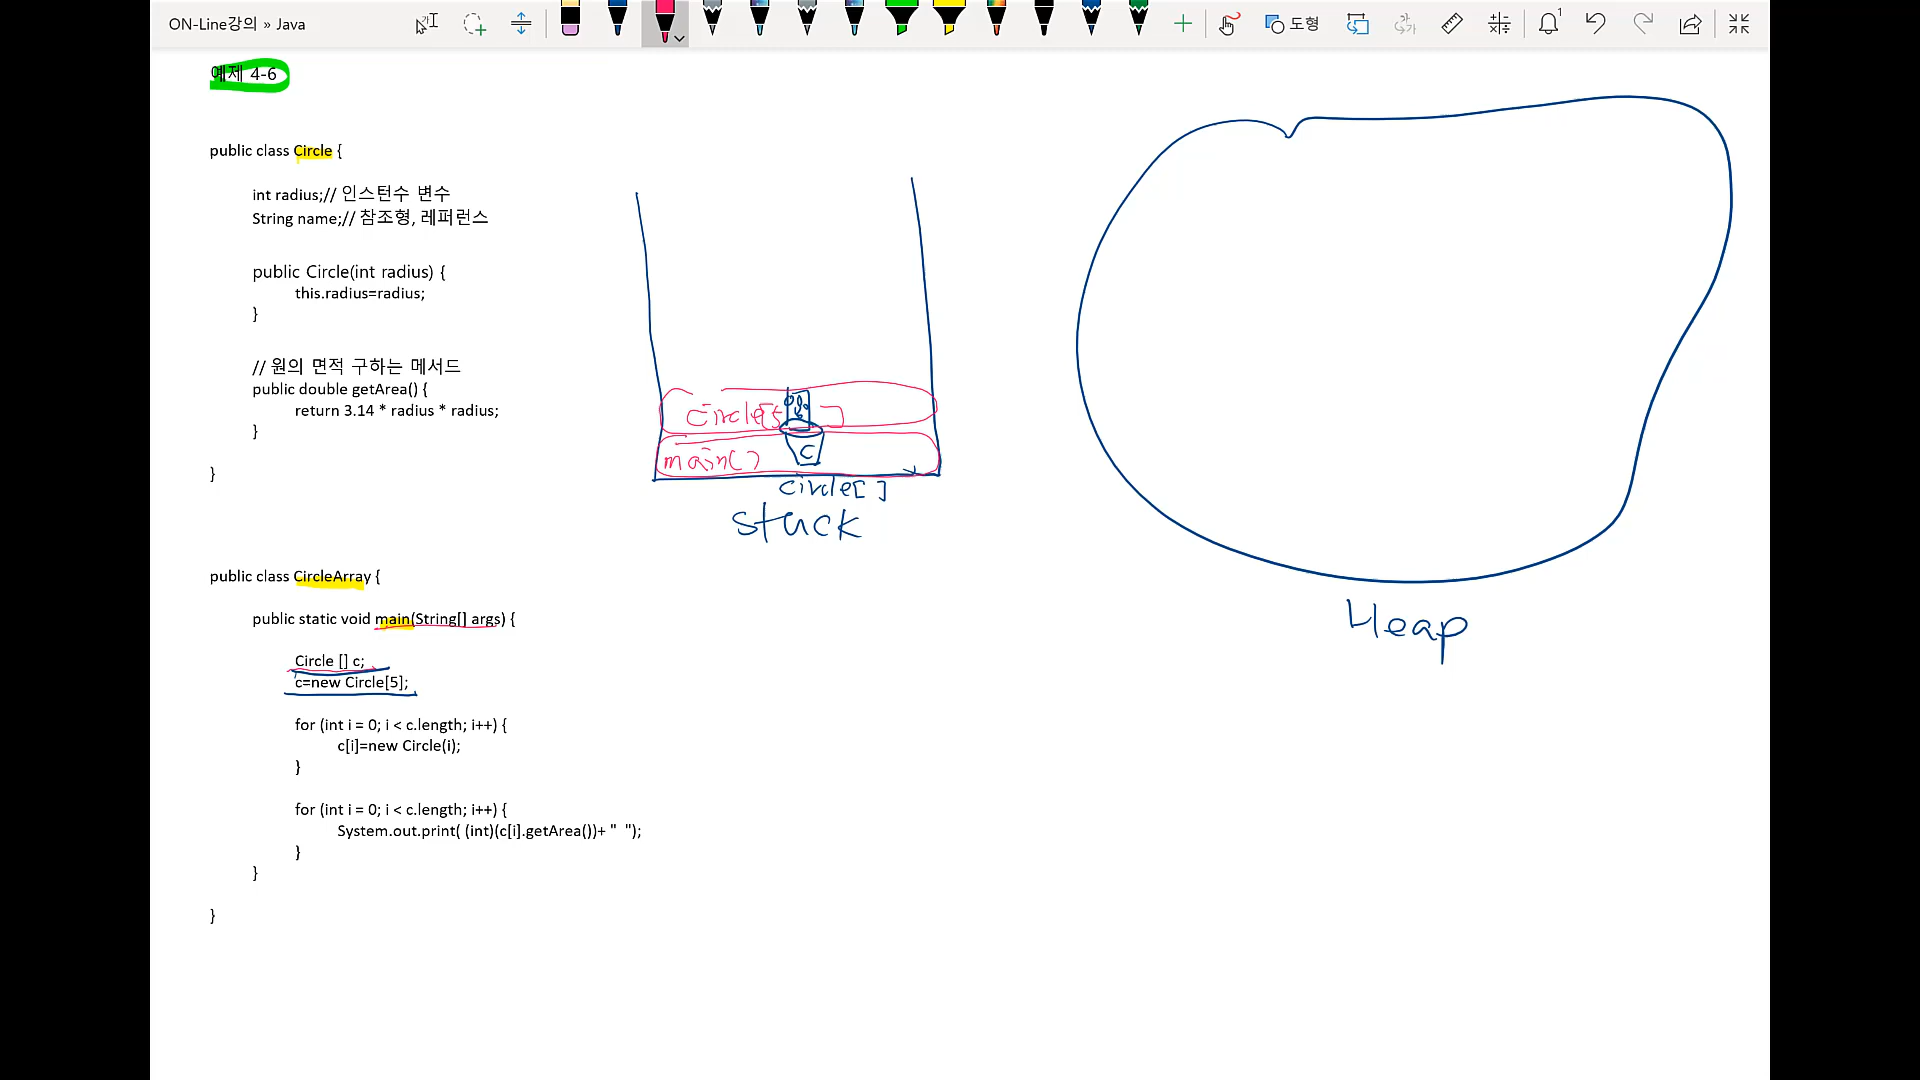 ON-Line강의 » Java
도형
1
예제 4-6
public class Circle {
int radius;// 인스턴수 변수
String name;// 참조형, 레퍼런스
public Circle(int radius) {
this.radius=radius;
}
// 원의 면적 구하는 메서드
public double getArea() {
return 3.14 * radius * radius;
}
}
circle[5 ]
main()
C
circle[ ]
stack
Heap
public class CircleArray {
public static void main(String[] args) {
Circle [] c;
c=new Circle[5];
for (int i = 0; i < c.length; i++) {
c[i]=new Circle(i);
}
for (int i = 0; i < c.length; i++) {
System.out.print( (int)(c[i].getArea())+ "  ");
}
}
}